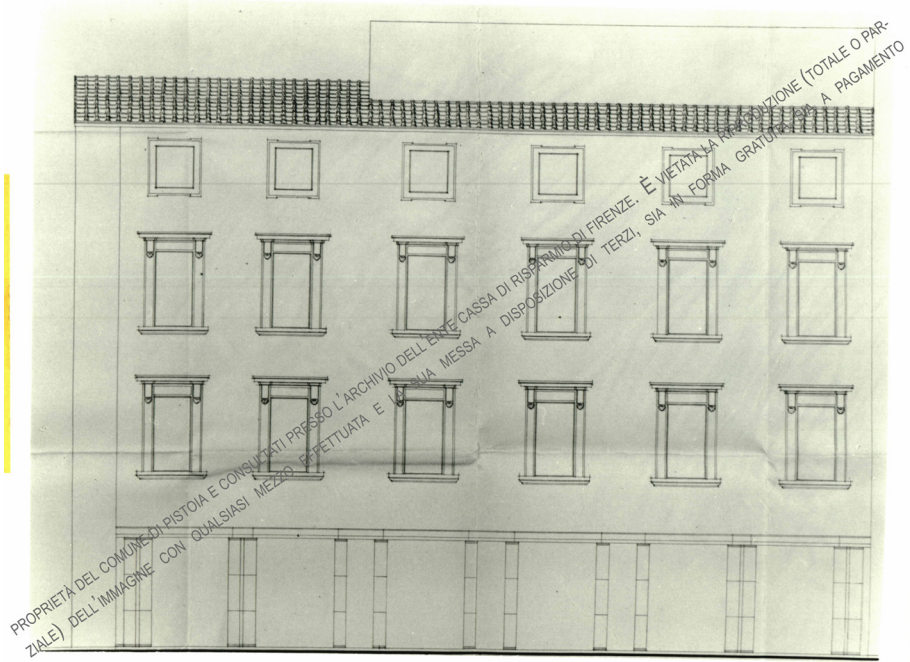 PROPRIETÀ DEL COMUNE DI PISTOIA E CONSULTATI PRESSO L'ARCHIVIO DELL'ENTE CASSA DI RISPARMIO DI FIRENZE. È VIETATA LA RIPRODUZIONE (TOTALE O PAR-
ZIALE) DELL'IMMAGINE CON QUALSIASI MEZZO EFFETTUATA E LA SUA MESSA A DISPOSIZIONE DI TERZI, SIA IN FORMA GRATUITA SIA A PAGAMENTO